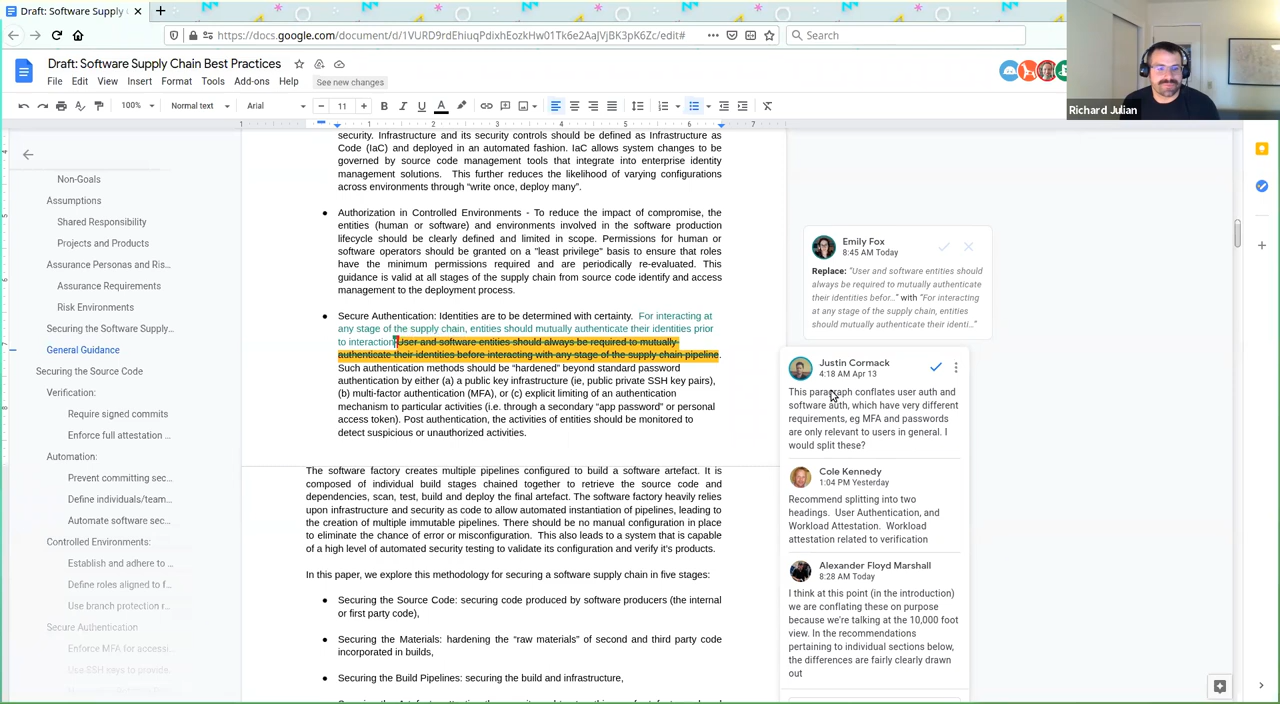 Draft: Software Supply C
https://docs.google.com/document/d/1VURD9rdEhiuqPdixhEozkHw01Tk6e2AaJVjBK3pK6Zc/edit#
Search
Draft: Software Supply Chain Best Practices
File Edit View Insert Format Tools Add-ons Help See new changes
100% Normal text Arial 11 B I U A
1 1 2 3 4 5 6 7
Richard Julian
Non-Goals
Assumptions
Shared Responsibility
Projects and Products
Assurance Personas and Ris...
Assurance Requirements
Risk Environments
Securing the Software Supply...
General Guidance
Securing the Source Code
Verification:
Require signed commits
Enforce full attestation ...
Automation:
Prevent committing sec...
Define individuals/team...
Automate software sec...
Controlled Environments:
Establish and adhere to ...
Define roles aligned to f...
Use branch protection r...
Secure Authentication
Enforce MFA for accessi...
Use SSH keys to provide...
security. Infrastructure and its security controls should be defined as Infrastructure as
Code (IaC) and deployed in an automated fashion. IaC allows system changes to be
governed by source code management tools that integrate into enterprise identity
management solutions. This further reduces the likelihood of varying configurations
across environments through “write once, deploy many”.
● Authorization in Controlled Environments - To reduce the impact of compromise, the
entities (human or software) and environments involved in the software production
lifecycle should be clearly defined and limited in scope. Permissions for human or
software operators should be granted on a "least privilege" basis to ensure that roles
have the minimum permissions required and are periodically re-evaluated. This
guidance is valid at all stages of the supply chain from source code identify and access
management to the deployment process.
● Secure Authentication: Identities are to be determined with certainty. For interacting at
any stage of the supply chain, entities should mutually authenticate their identities prior
to interaction User and software entities should always be required to mutually
authenticate their identities before interacting with any stage of the supply chain pipeline.
Such authentication methods should be “hardened” beyond standard password
authentication by either (a) a public key infrastructure (ie, public private SSH key pairs),
(b) multi-factor authentication (MFA), or (c) explicit limiting of an authentication
mechanism to particular activities (i.e. through a secondary “app password” or personal
access token). Post authentication, the activities of entities should be monitored to
detect suspicious or unauthorized activities.
The software factory creates multiple pipelines configured to build a software artefact. It is
composed of individual build stages chained together to retrieve the source code and
dependencies, scan, test, build and deploy the final artefact. The software factory heavily relies
upon infrastructure and security as code to allow automated instantiation of pipelines, leading to
the creation of multiple immutable pipelines. There should be no manual configuration in place
to eliminate the chance of error or misconfiguration. This also leads to a system that is capable
of a high level of automated security testing to validate its configuration and verify it’s products.
In this paper, we explore this methodology for securing a software supply chain in five stages:
● Securing the Source Code: securing code produced by software producers (the internal
or first party code),
● Securing the Materials: hardening the “raw materials” of second and third party code
incorporated in builds,
● Securing the Build Pipelines: securing the build and infrastructure,
Emily Fox
8:45 AM Today
Replace: “User and software entities should
always be required to mutually authenticate
their identities befor...” with “For interacting
at any stage of the supply chain, entities
should mutually authenticate their identi...”
Justin Cormack
4:18 AM Apr 13
This paragraph conflates user auth and
software auth, which have very different
requirements, eg MFA and passwords
are only relevant to users in general. I
would split these?
Cole Kennedy
1:04 PM Yesterday
Recommend splitting into two
headings. User Authentication, and
Workload Attestation. Workload
attestation related to verification
Alexander Floyd Marshall
8:28 AM Today
I think at this point (in the introduction)
we are conflating these on purpose
because we're talking at the 10,000 foot
view. In the recommendations
pertaining to individual sections below,
the differences are fairly clearly drawn
out